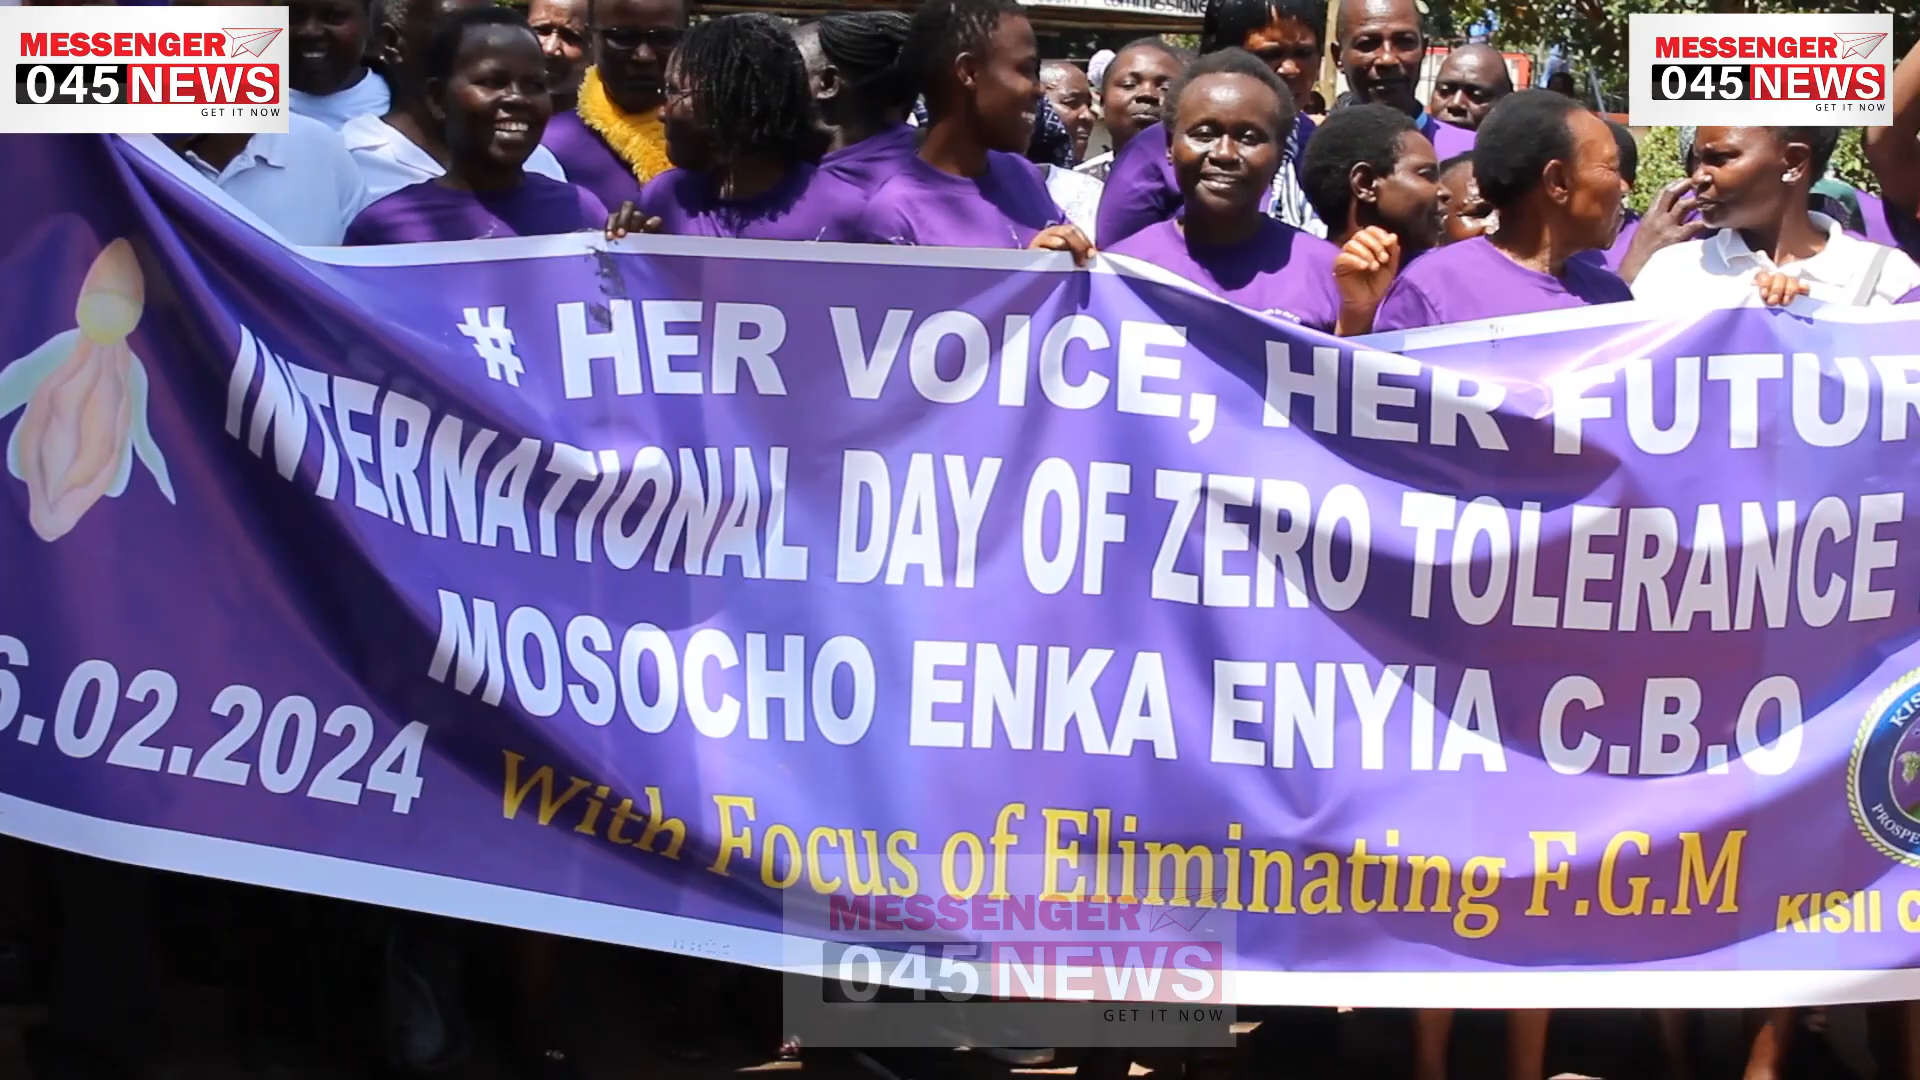 MESSENGER
045 NEWS
GET IT NOW
MESSENGER
045 NEWS
GET IT NOW
# HER VOICE, HER FUTUR
INTERNATIONAL DAY OF ZERO TOLERANCE
MOSOCHO ENKA ENYIA C.B.O
6.02.2024
With Focus of Eliminating F.G.M
KIS
PROSPE
KISII C
MESSENGER
045 NEWS
GET IT NOW